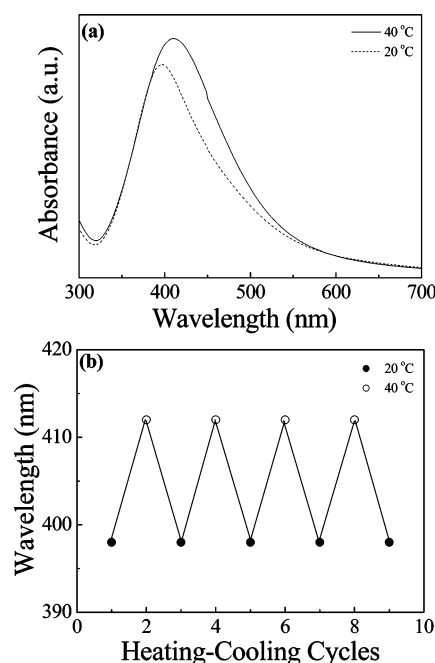 (a)
40 °C
20 °C
Absorbance (a.u.)
300 400 500 600 700
Wavelength (nm)
(b)
20 °C
40 °C
420
410
400
390
Wavelength (nm)
0 2 4 6 8 10
Heating-Cooling Cycles